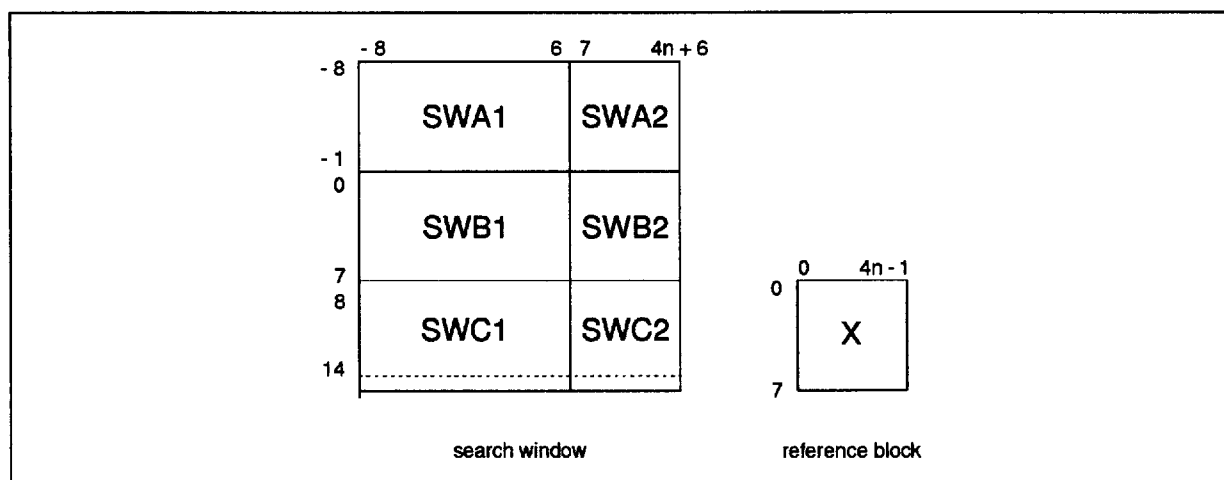 - 8 6 7 4n + 6
- 8
SWA1 SWA2
- 1
0
SWB1 SWB2
7
8
SWC1 SWC2
14
0 4n - 1
0
X
7
search window reference block